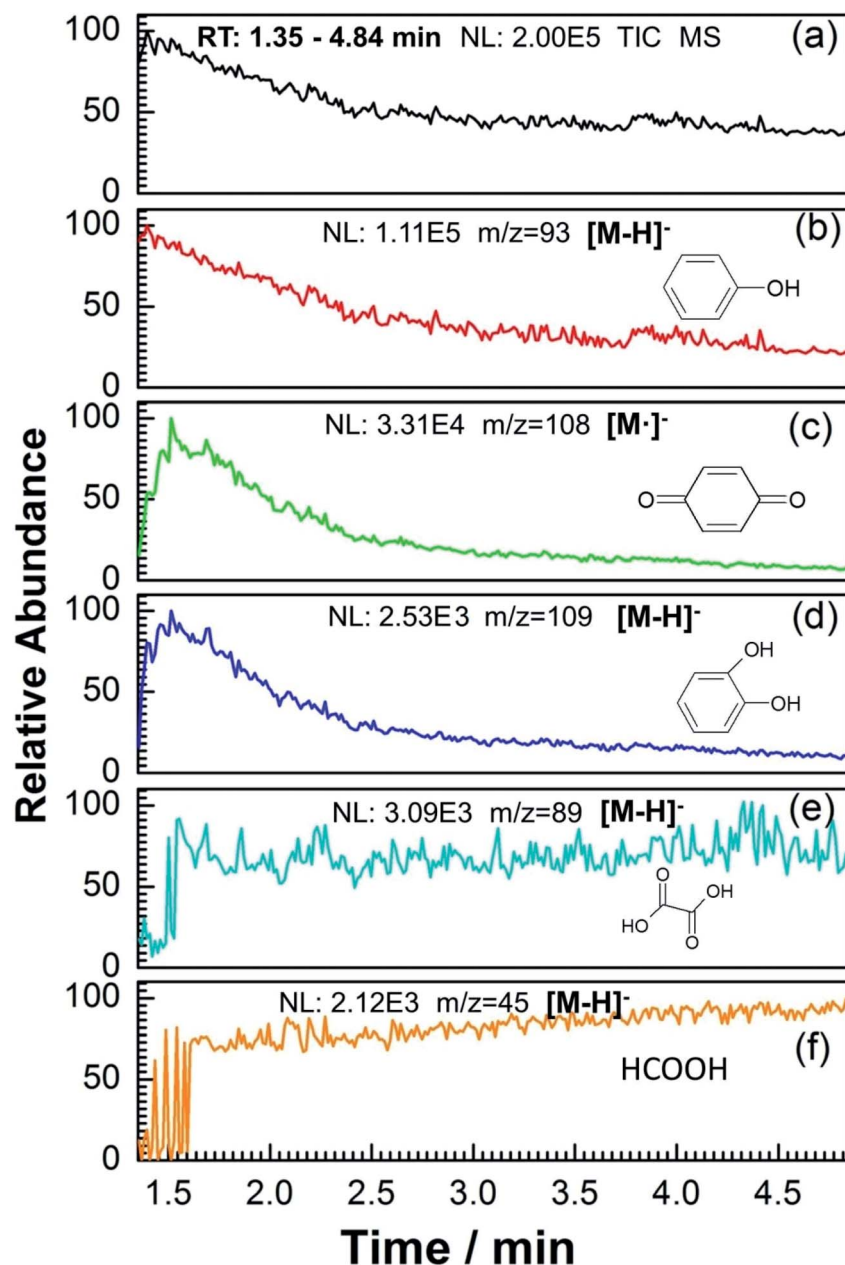 100
50
0
RT: 1.35 - 4.84 min NL: 2.00E5 TIC MS (a)
100
50
0
NL: 1.11E5 m/z=93 [M-H]⁻ (b)
OH
100
50
0
NL: 3.31E4 m/z=108 [M·]⁻ (c)
O O
100
50
0
NL: 2.53E3 m/z=109 [M-H]⁻ (d)
OH
OH
100
50
0
NL: 3.09E3 m/z=89 [M-H]⁻ (e)
O
OH
HO
O
100
50
0
NL: 2.12E3 m/z=45 [M-H]⁻
(f)
HCOOH
1.5 2.0 2.5 3.0 3.5 4.0 4.5
Time / min
Relative Abundance